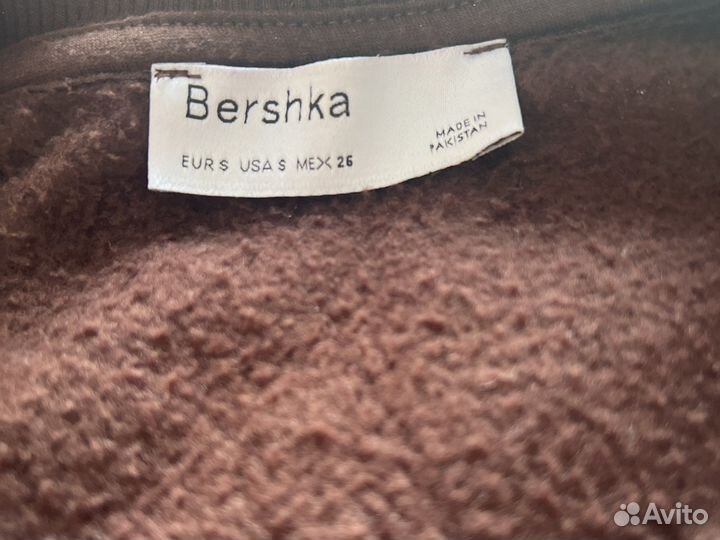 Bershka
EUR S USA S MEX 26
MADE IN
PAKISTAN
Avito